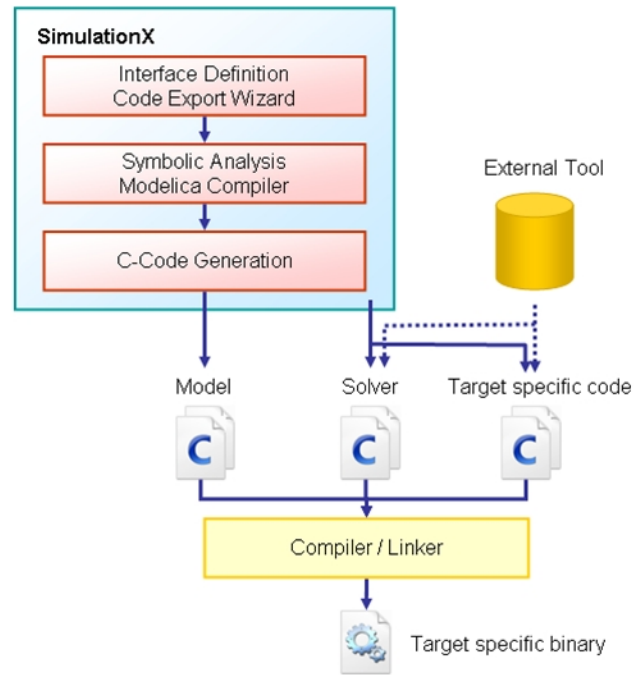 SimulationX
Interface Definition
Code Export Wizard
Symbolic Analysis
Modelica Compiler
External Tool
C-Code Generation
Model
Solver
Target specific code
C
C
C
Compiler / Linker
Target specific binary